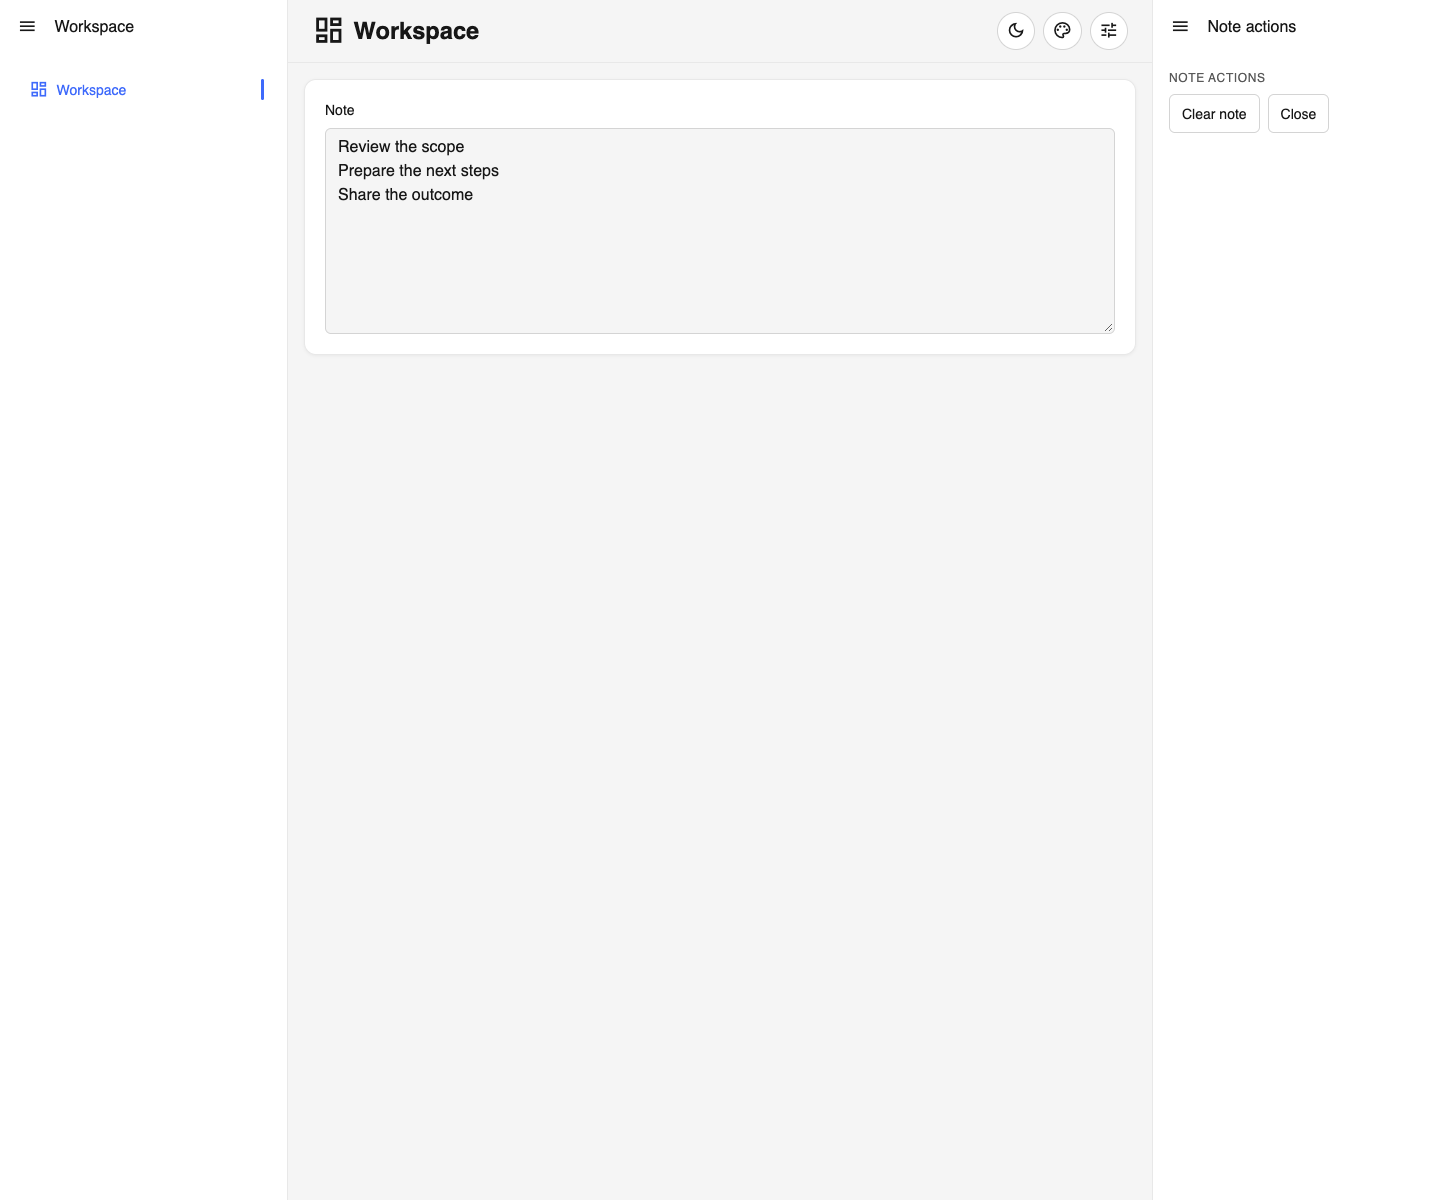 Workspace
Workspace
Workspace
Note
Review the scope
Prepare the next steps
Share the outcome
Note actions
NOTE ACTIONS
Clear note
Close